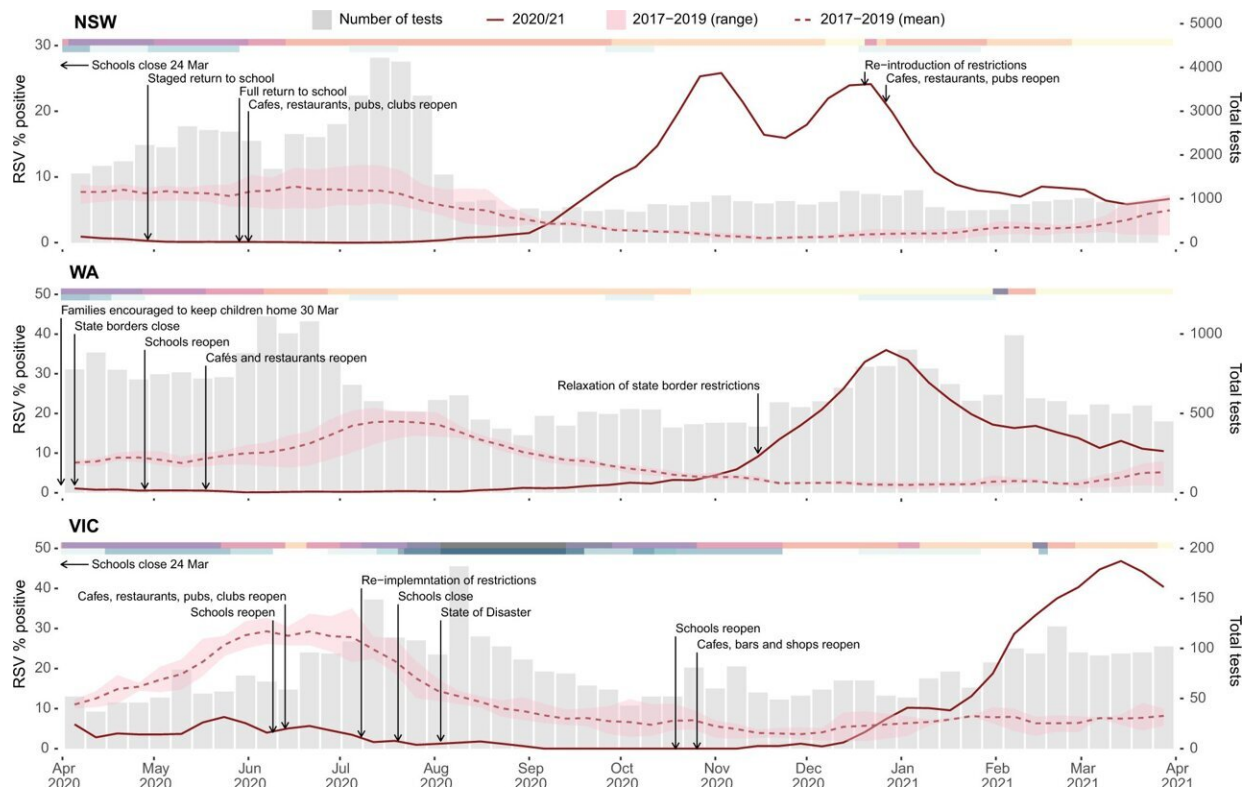 Number of tests 2020/21 2017−2019 (range) 2017−2019 (mean)
NSW
5000
30
4000
20
3000
2000
10
1000
0
0
RSV % positive
Total tests
Schools close 24 Mar
Staged return to school
Full return to school
Cafes, restaurants, pubs, clubs reopen
Re−introduction of restrictions
Cafes, restaurants, pubs reopen
WA
50
40
30
20
10
0
1000
500
0
RSV % positive
Total tests
Families encouraged to keep children home 30 Mar
State borders close
Schools reopen
Cafés and restaurants reopen
Relaxation of state border restrictions
VIC
50
40
30
20
10
0
200
150
100
50
0
RSV % positive
Total tests
Schools close 24 Mar
Cafes, restaurants, pubs, clubs reopen
Schools reopen
Re−implemntation of restrictions
Schools close
State of Disaster
Schools reopen
Cafes, bars and shops reopen
Apr May Jun Jul Aug Sep Oct Nov Dec Jan Feb Mar Apr
2020 2020 2020 2020 2020 2020 2020 2020 2020 2021 2021 2021 2021